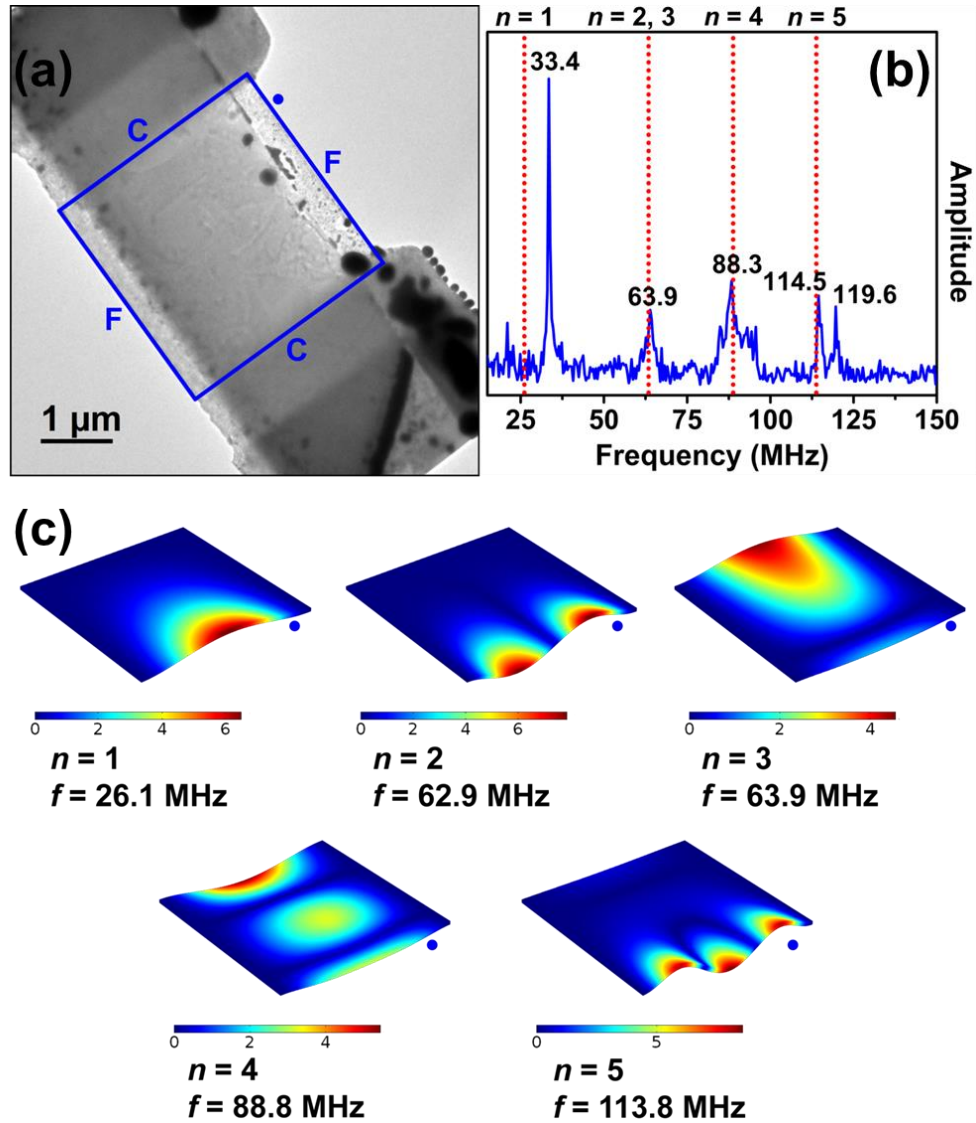 (a)
C
F
F
C
1 µm
n = 1 n = 2, 3 n = 4 n = 5
(b)
33.4
63.9
88.3
114.5
119.6
Amplitude
25 50 75 100 125 150
Frequency (MHz)
(c)
0 2 4 6
n = 1
f = 26.1 MHz
0 2 4 6
n = 2
f = 62.9 MHz
0 2 4
n = 3
f = 63.9 MHz
0 2 4
n = 4
f = 88.8 MHz
0 5
n = 5
f = 113.8 MHz